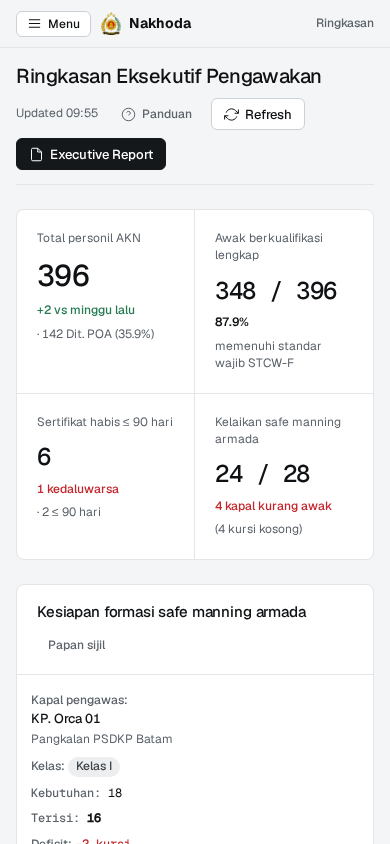 Menu
Nakhoda
Ringkasan
Ringkasan Eksekutif Pengawakan
Updated 09:55
Panduan
Refresh
Executive Report
Total personil AKN
396
+2 vs minggu lalu
· 142 Dit. POA (35.9%)
Awak berkualifikasi
lengkap
348 / 396
87.9%
memenuhi standar
wajib STCW-F
Sertifikat habis ≤ 90 hari
6
1 kedaluwarsa
· 2 ≤ 90 hari
Kelaikan safe manning
armada
24 / 28
4 kapal kurang awak
(4 kursi kosong)
Kesiapan formasi safe manning armada
Papan sijil
Kapal pengawas:
KP. Orca 01
Pangkalan PSDKP Batam
Kelas: Kelas I
Kebutuhan: 18
Terisi: 16
Defisit: -2 kursi